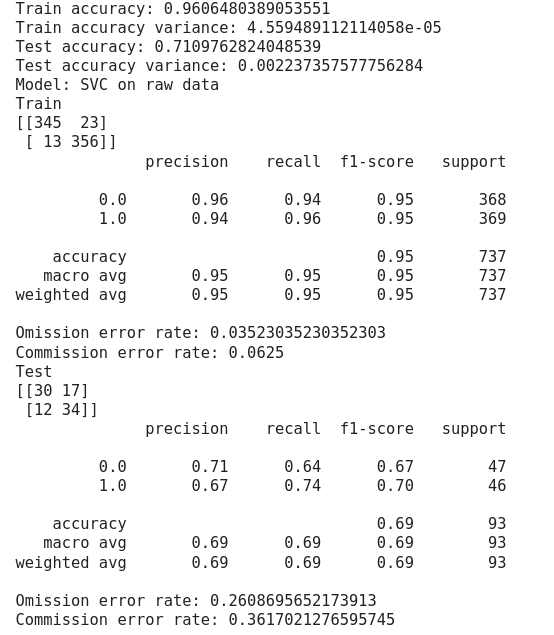 Train accuracy: 0.9606480389053551
Train accuracy variance: 4.559489112114058e-05
Test accuracy: 0.7109762824048539
Test accuracy variance: 0.002237357577756284
Model: SVC on raw data
Train
[[345  23]
 [ 13 356]]
              precision    recall  f1-score   support
         0.0       0.96      0.94      0.95       368
         1.0       0.94      0.96      0.95       369
    accuracy                           0.95       737
   macro avg       0.95      0.95      0.95       737
weighted avg       0.95      0.95      0.95       737
Omission error rate: 0.03523035230352303
Commission error rate: 0.0625
Test
[[30 17]
 [12 34]]
              precision    recall  f1-score   support
         0.0       0.71      0.64      0.67        47
         1.0       0.67      0.74      0.70        46
    accuracy                           0.69        93
   macro avg       0.69      0.69      0.69        93
weighted avg       0.69      0.69      0.69        93
Omission error rate: 0.2608695652173913
Commission error rate: 0.3617021276595745